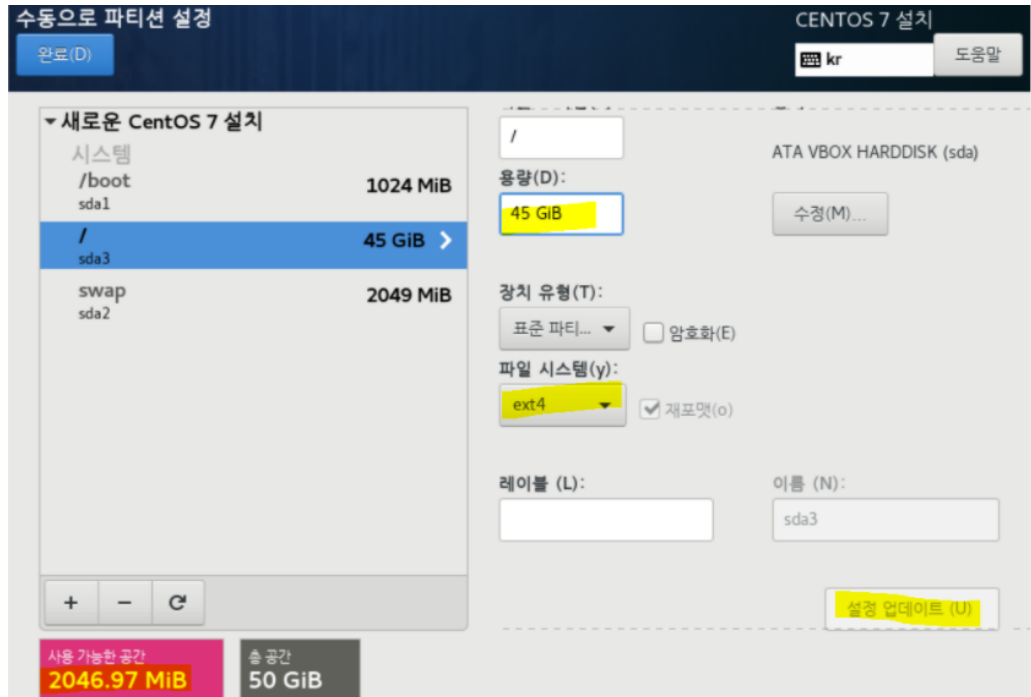 수동으로 파티션 설정
CENTOS 7 설치
완료(D)
kr
도움말
새로운 CentOS 7 설치
시스템
/boot
1024 MiB
sda1
/
45 GiB
sda3
swap
2049 MiB
sda2
/
ATA VBOX HARDDISK (sda)
용량(D):
45 GiB
수정(M)...
장치 유형(T):
표준 파티...
암호화(E)
파일 시스템(y):
ext4
재포맷(o)
레이블 (L):
이름 (N):
sda3
설정 업데이트 (U)
+ −
사용 가능한 공간
2046.97 MiB
총 공간
50 GiB